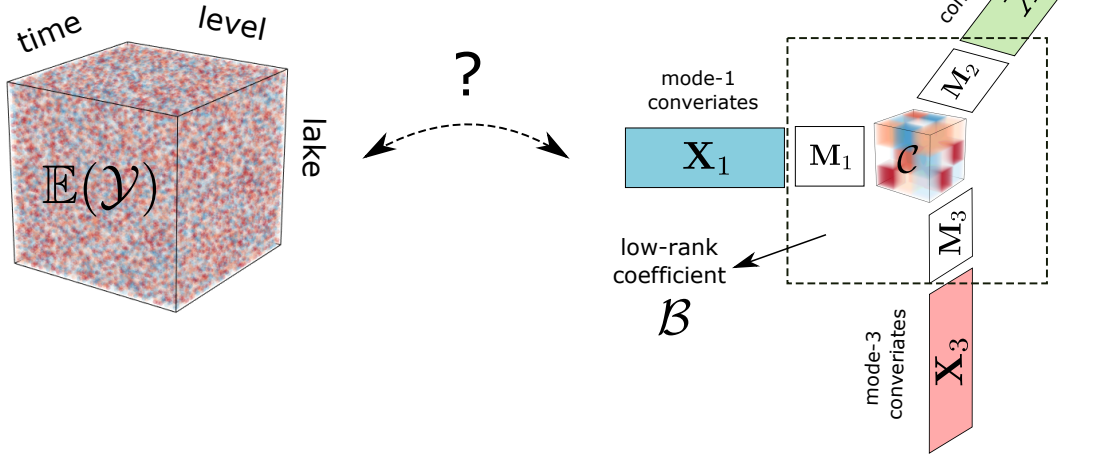 time
level
lake
𝔼(𝒴)
?
mode-1
converiates
X₁
M₁
M₂
𝒞
M₃
low-rank
coefficient
ℬ
mode-3
converiates
X₃